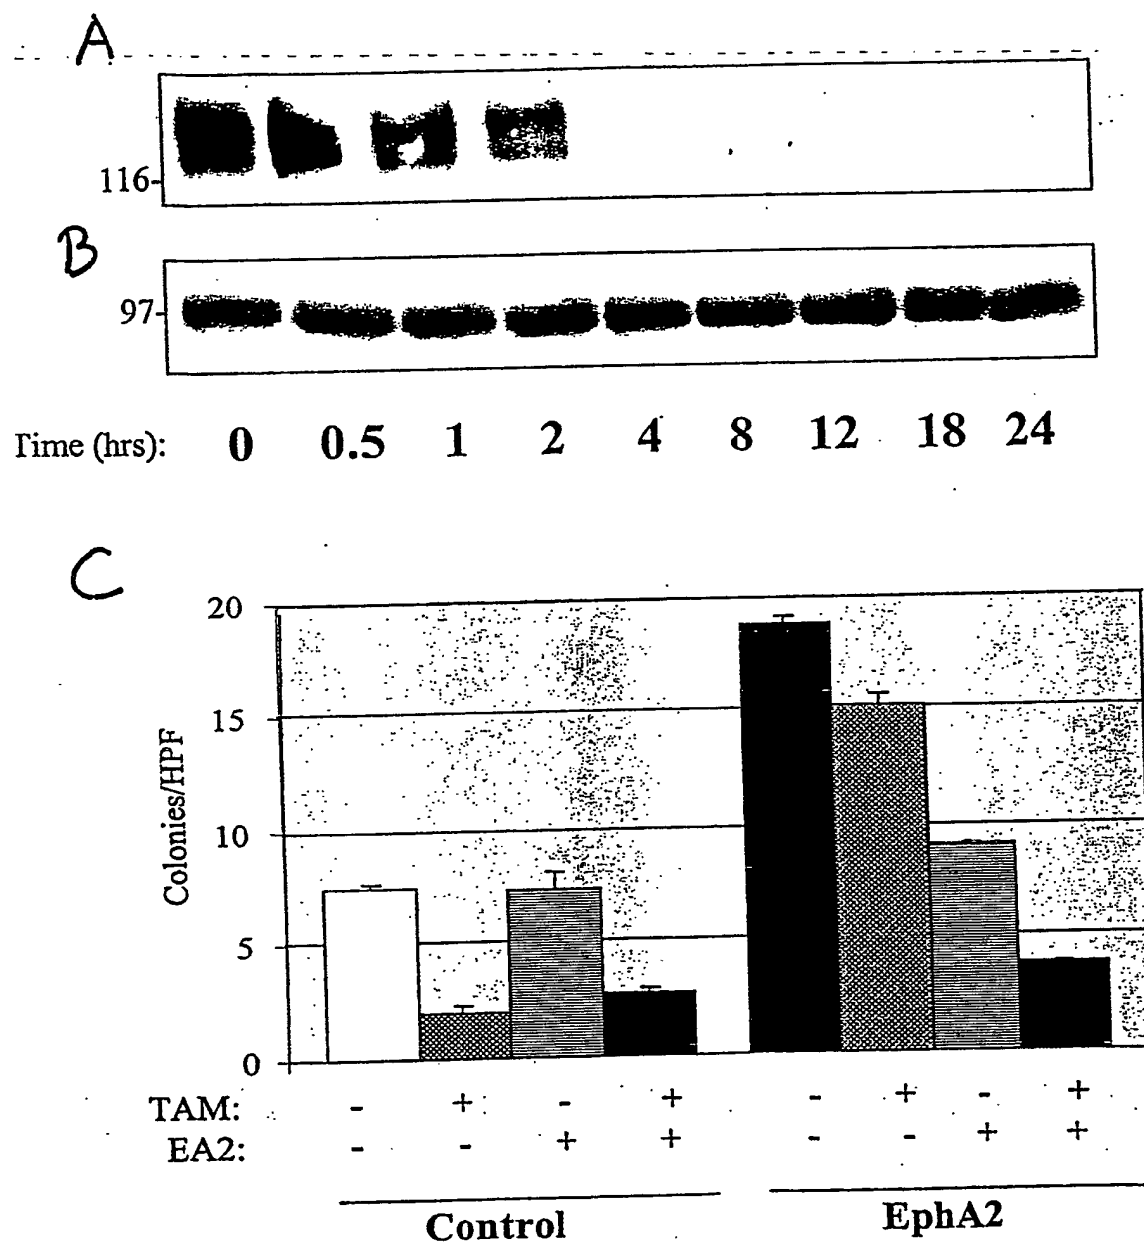 A
116-
B
97-
Time (hrs): 0 0.5 1 2 4 8 12 18 24
C
20
15
10
5
0
Colonies/HPF
TAM: - + - + - + - +
EA2: - - + + - - + +
Control EphA2